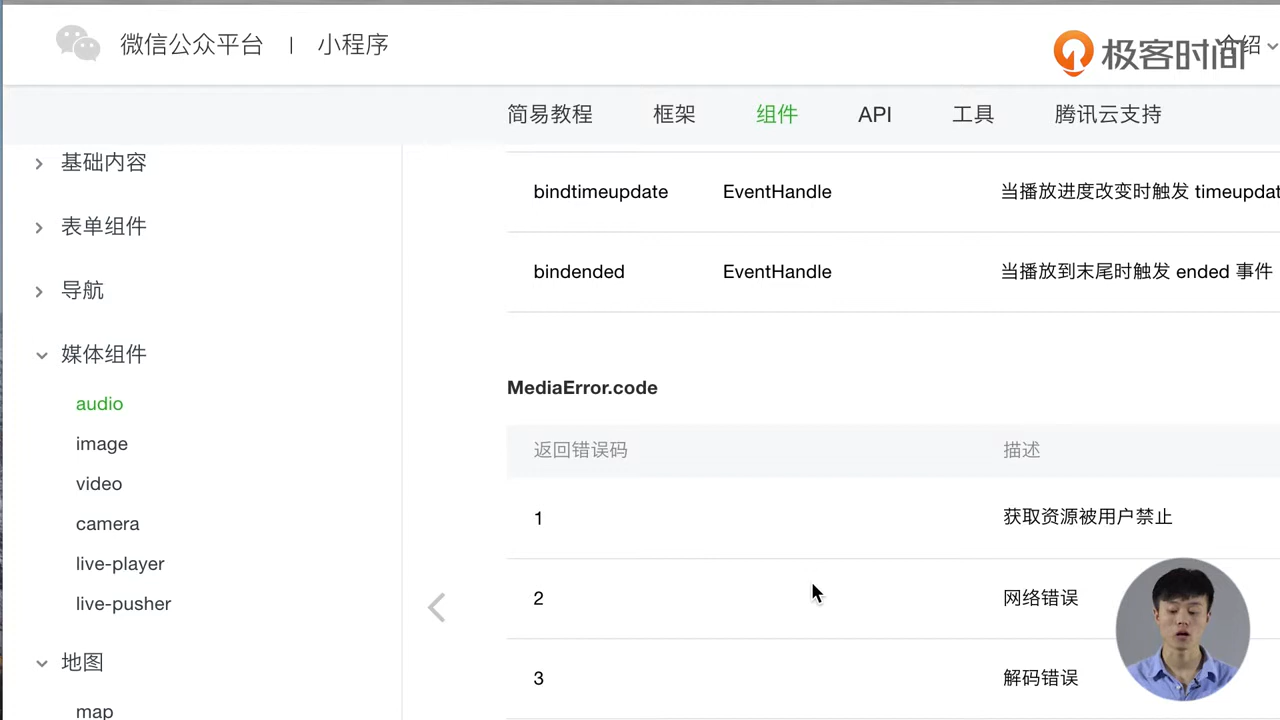 微信公众平台 | 小程序
极客时间
介绍
简易教程 框架 组件 API 工具 腾讯云支持
基础内容
表单组件
导航
媒体组件
audio
image
video
camera
live-player
live-pusher
地图
map
bindtimeupdate EventHandle 当播放进度改变时触发 timeupdat
bindended EventHandle 当播放到末尾时触发 ended 事件
MediaError.code
返回错误码 描述
1 获取资源被用户禁止
2 网络错误
3 解码错误